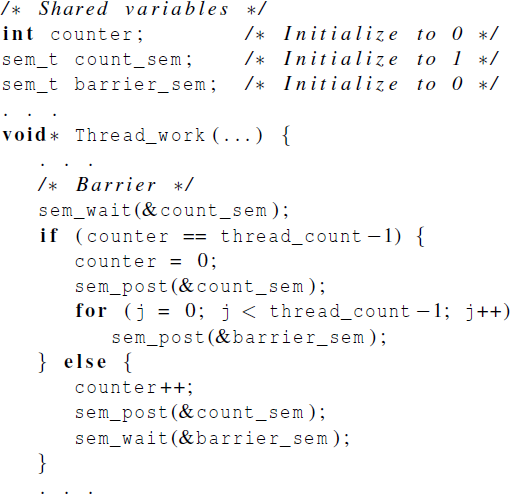 /* Shared variables */
int counter; /* Initialize to 0 */
sem_t count_sem; /* Initialize to 1 */
sem_t barrier_sem; /* Initialize to 0 */
. . .
void* Thread_work(...) {
. . .
/* Barrier */
sem_wait(&count_sem);
if (counter == thread_count-1) {
counter = 0;
sem_post(&count_sem);
for (j = 0; j < thread_count-1; j++)
sem_post(&barrier_sem);
} else {
counter++;
sem_post(&count_sem);
sem_wait(&barrier_sem);
}
. . .